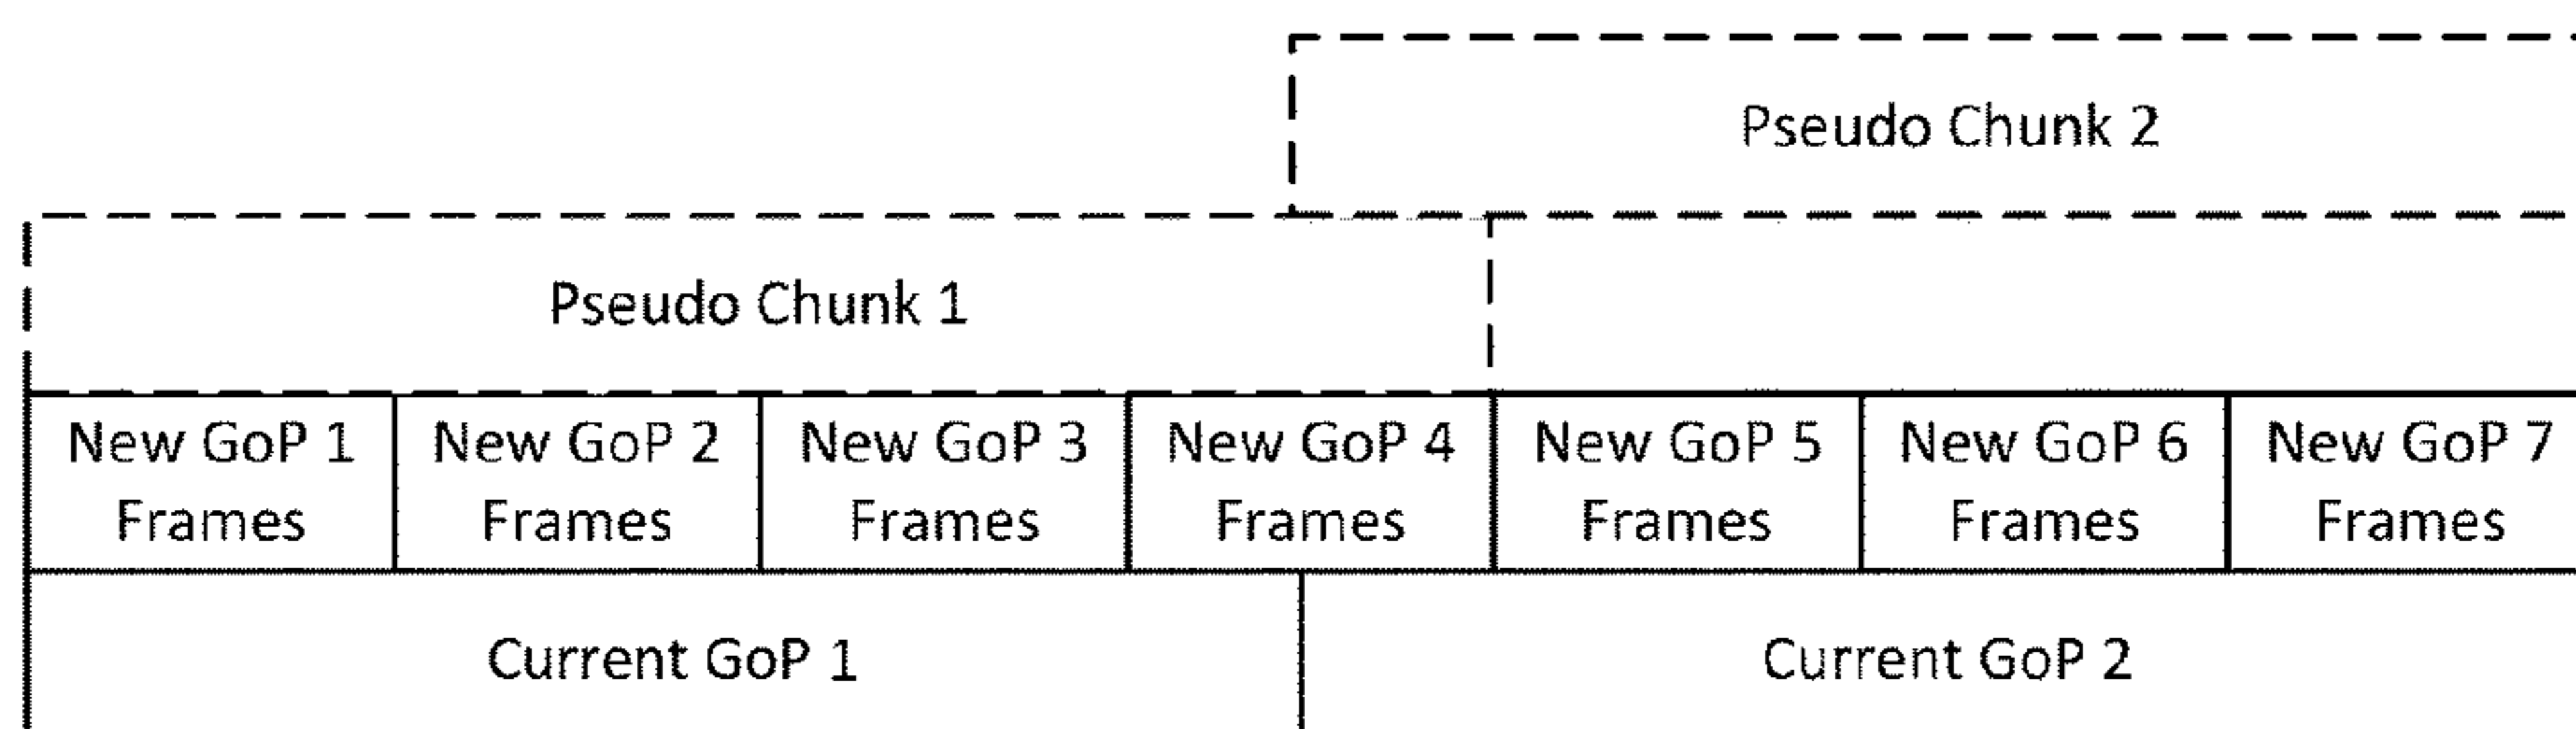 Pseudo Chunk 2
Pseudo Chunk 1
New GoP 1
Frames
New GoP 2
Frames
New GoP 3
Frames
New GoP 4
Frames
New GoP 5
Frames
New GoP 6
Frames
New GoP 7
Frames
Current GoP 1
Current GoP 2